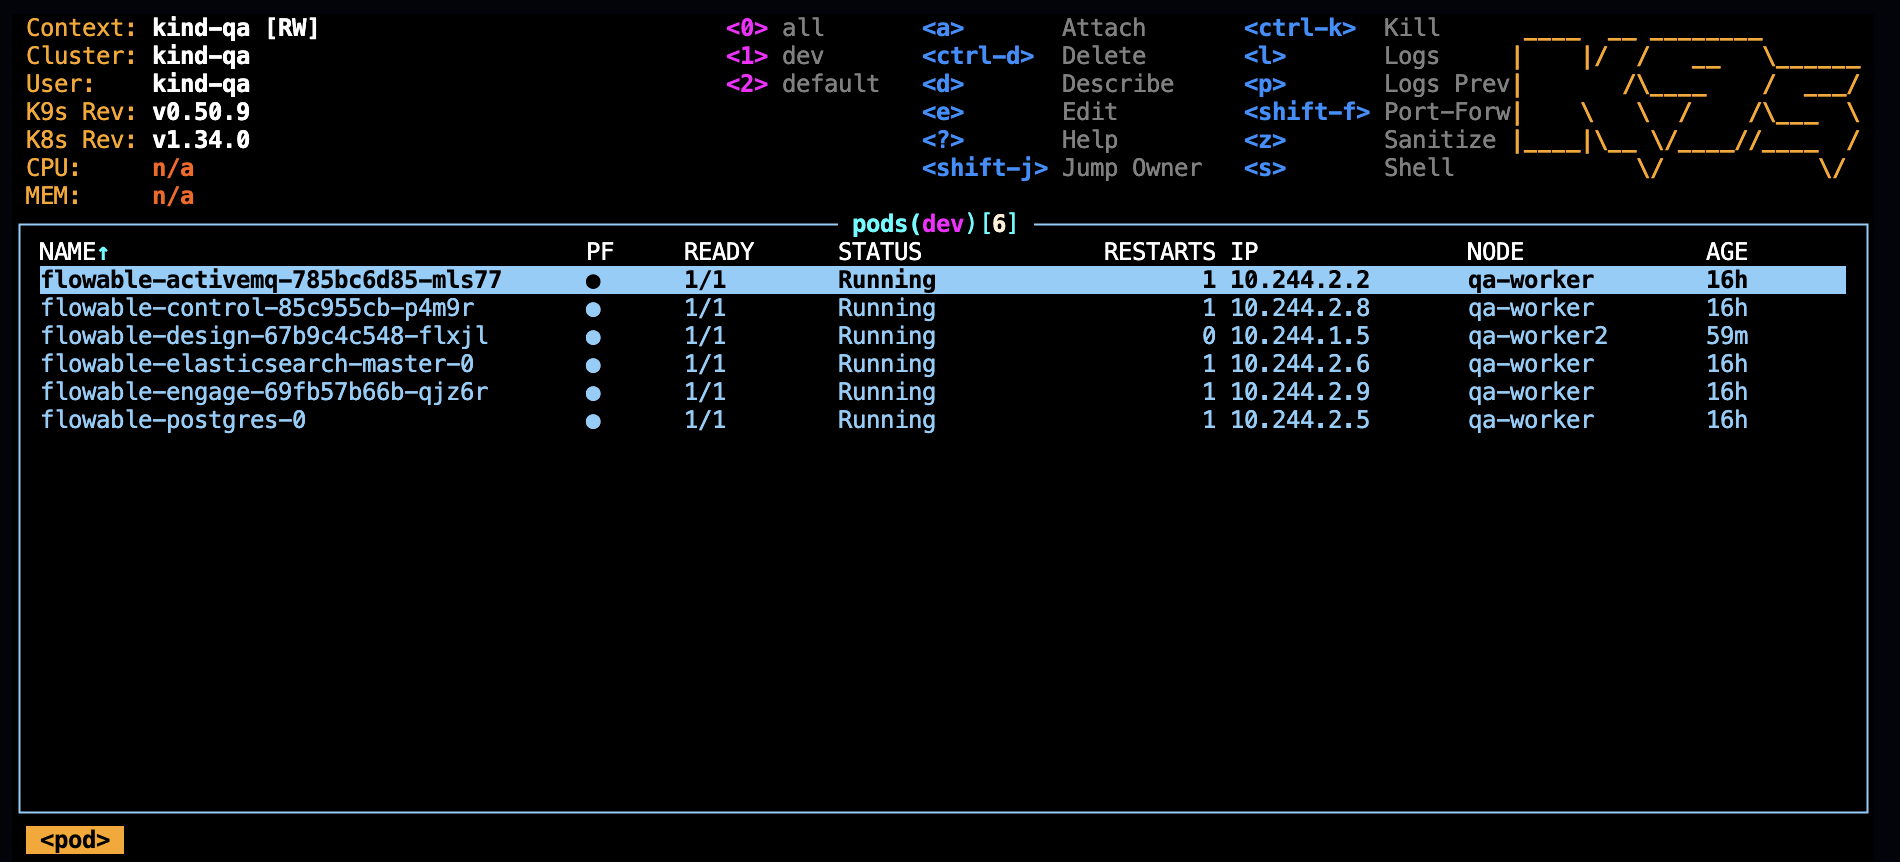 Context: kind-qa [RW] <0> all <a> Attach <ctrl-k> Kill
Cluster: kind-qa <1> dev <ctrl-d> Delete <l> Logs
User: kind-qa <2> default <d> Describe <p> Logs Prev
K9s Rev: v0.50.9 <e> Edit <shift-f> Port-Forw
K8s Rev: v1.34.0 <?> Help <z> Sanitize
CPU: n/a <shift-j> Jump Owner <s> Shell
MEM: n/a
pods(dev)[6]
NAME↑ PF READY STATUS RESTARTS IP NODE AGE
flowable-activemq-785bc6d85-mls77 ● 1/1 Running 1 10.244.2.2 qa-worker 16h
flowable-control-85c955cb-p4m9r ● 1/1 Running 1 10.244.2.8 qa-worker 16h
flowable-design-67b9c4c548-flxjl ● 1/1 Running 0 10.244.1.5 qa-worker2 59m
flowable-elasticsearch-master-0 ● 1/1 Running 1 10.244.2.6 qa-worker 16h
flowable-engage-69fb57b66b-qjz6r ● 1/1 Running 1 10.244.2.9 qa-worker 16h
flowable-postgres-0 ● 1/1 Running 1 10.244.2.5 qa-worker 16h
<pod>